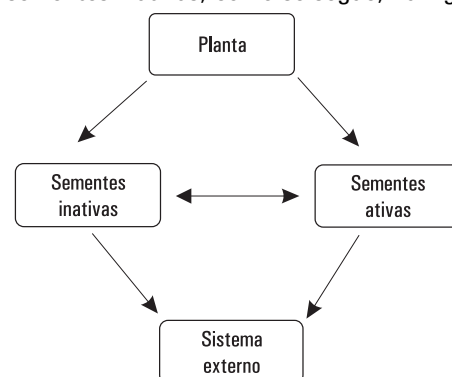 Planta
Sementes
inativas
Sementes
ativas
Sistema
externo